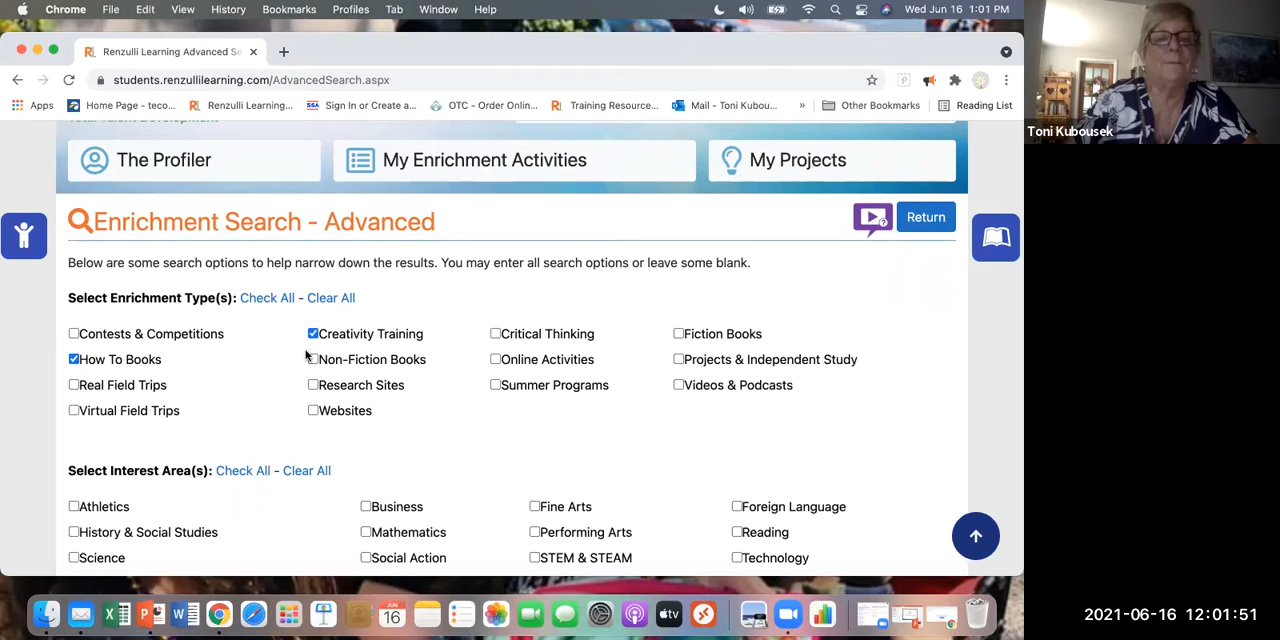 Chrome File Edit View History Bookmarks Profiles Tab Window Help Wed Jun 16 1:01 PM
Renzulli Learning Advanced Se
students.renzullilearning.com/AdvancedSearch.aspx
Apps Home Page - teco... Renzulli Learning... SSA Sign In or Create a... OTC - Order Onlin... Training Resource... Mail - Toni Kubou... » Other Bookmarks Reading List
Toni Kubousek
The Profiler My Enrichment Activities My Projects
Enrichment Search - Advanced Return
Below are some search options to help narrow down the results. You may enter all search options or leave some blank.
Select Enrichment Type(s): Check All - Clear All
Contests & Competitions Creativity Training Critical Thinking Fiction Books
How To Books Non-Fiction Books Online Activities Projects & Independent Study
Real Field Trips Research Sites Summer Programs Videos & Podcasts
Virtual Field Trips Websites
Select Interest Area(s): Check All - Clear All
Athletics Business Fine Arts Foreign Language
History & Social Studies Mathematics Performing Arts Reading
Science Social Action STEM & STEAM Technology
JUN
16
tv
2021-06-16 12:01:51